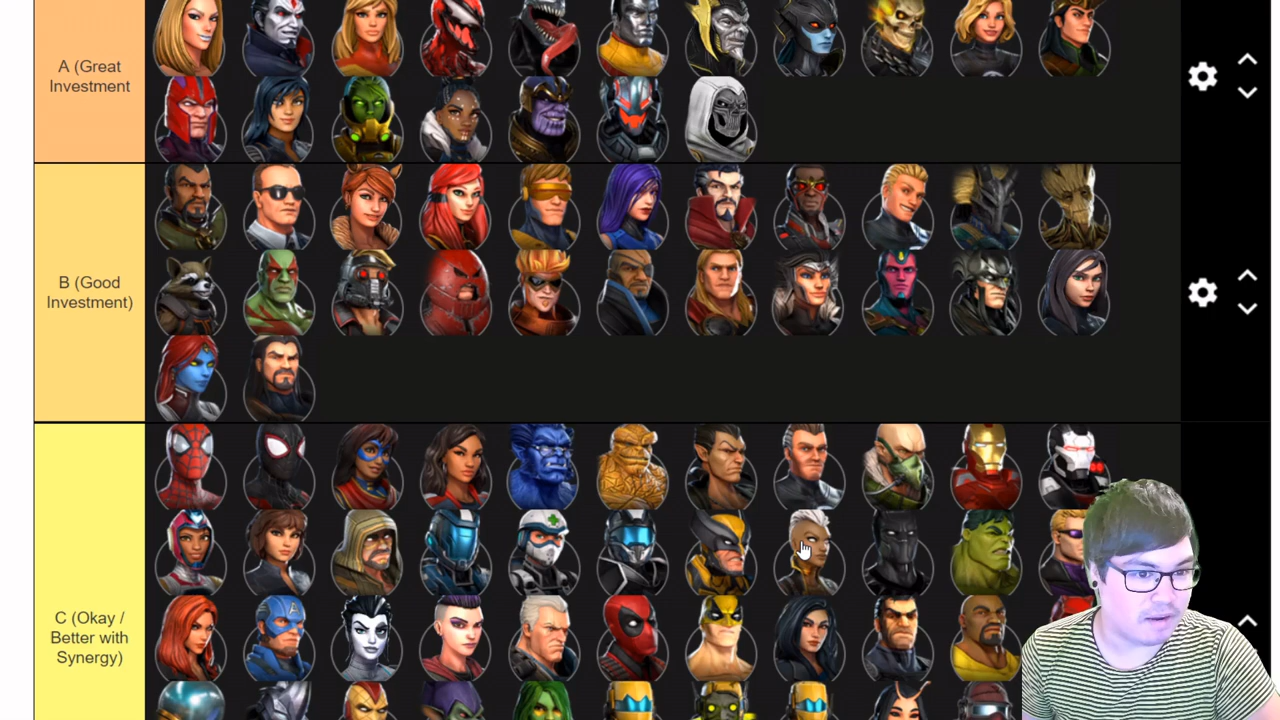 A (Great
Investment
B (Good
Investment)
C (Okay /
Better with
Synergy)